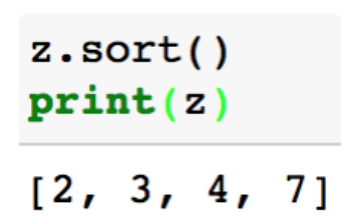 z.sort()
print(z)
[2, 3, 4, 7]